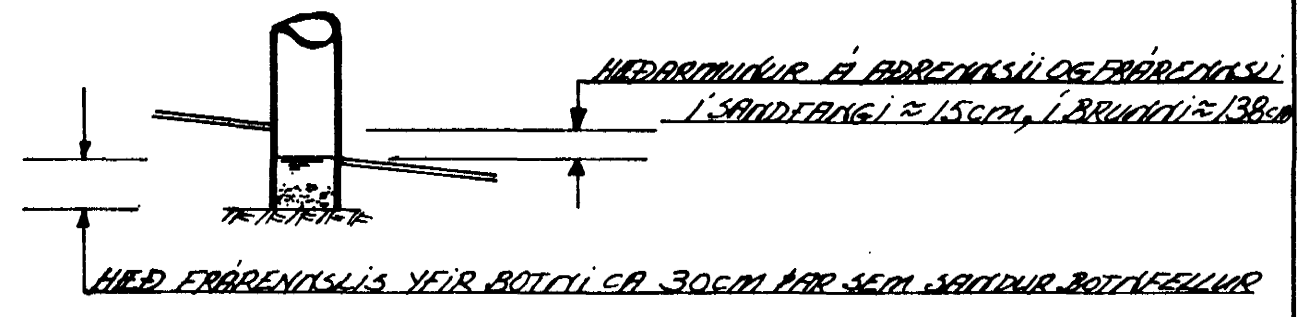 HÆÐARMUNUR Á AÐRENNSLI OG FRÁRENNSLI
Í SANDFANGI ≈ 15cm, Í BRUNNI ≈ 138cm
HÆÐ FRÁRENNSLIS YFIR BOTNI CA 30cm ÞAR SEM SANDUR BOTNFELLUR